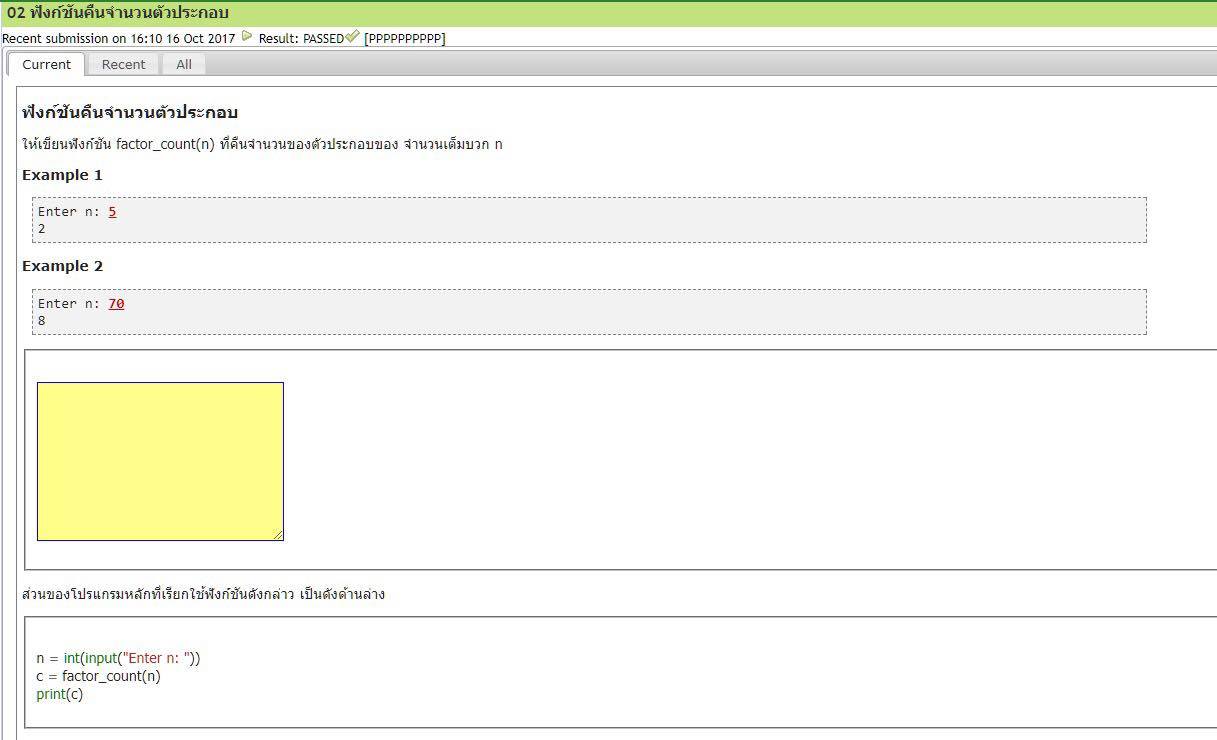 02 ฟังก์ชันคืนจำนวนตัวประกอบ
Recent submission on 16:10 16 Oct 2017 Result: PASSED [PPPPPPPPPP]
Current Recent All
ฟังก์ชันคืนจำนวนตัวประกอบ
ให้เขียนฟังก์ชัน factor_count(n) ที่คืนจำนวนของตัวประกอบของ จำนวนเต็มบวก n
Example 1
Enter n: 5
2
Example 2
Enter n: 70
8
ส่วนของโปรแกรมหลักที่เรียกใช้ฟังก์ชันดังกล่าว เป็นดังด้านล่าง
n = int(input("Enter n: "))
c = factor_count(n)
print(c)